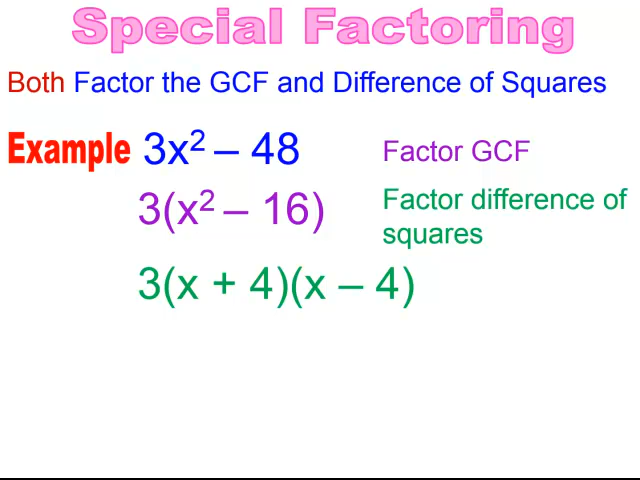 Special Factoring
Both Factor the GCF and Difference of Squares
Example 3x² – 48 Factor GCF
3(x² – 16) Factor difference of squares
3(x + 4)(x – 4)